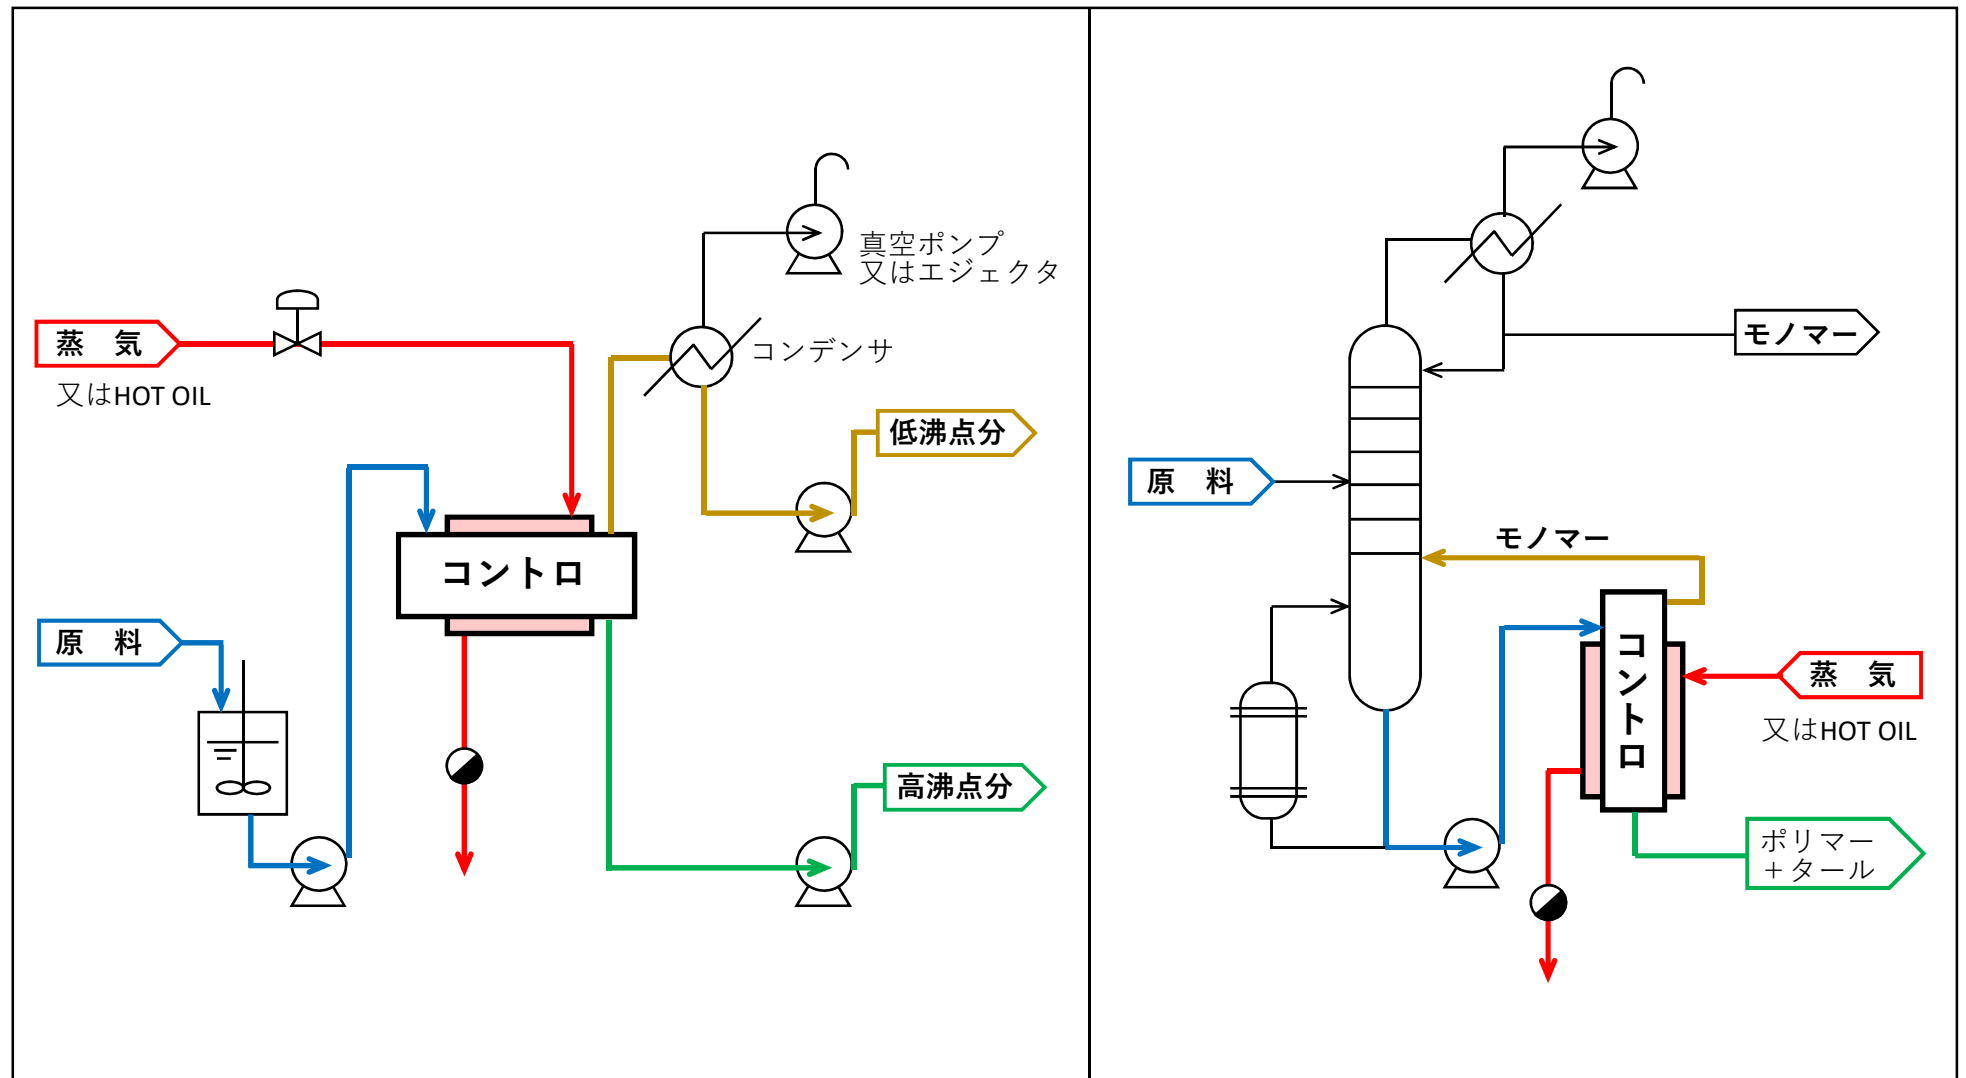 真空ポンプ
又はエジェクタ
蒸 気
又はHOT OIL
コンデンサ
低沸点分
コントロ
原 料
高沸点分
モノマー
原 料
モノマー
コントロ
蒸 気
又はHOT OIL
ポリマー
+タール